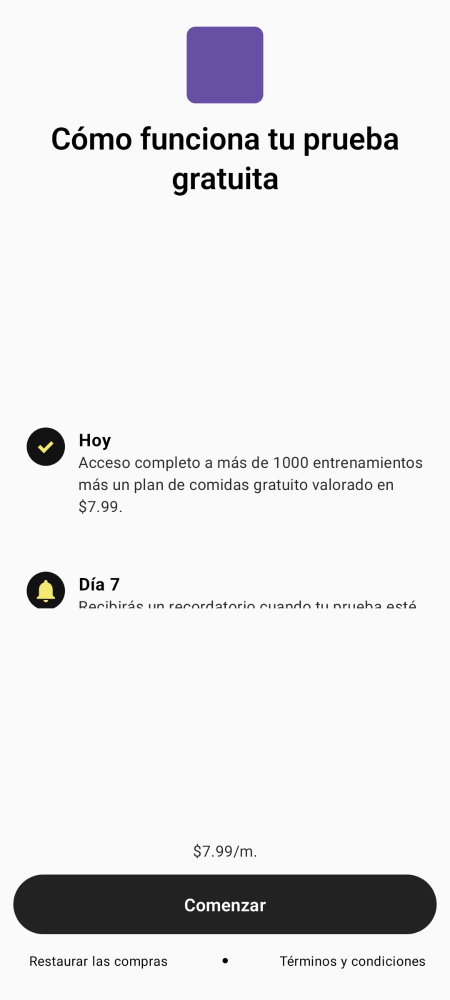 Cómo funciona tu prueba
gratuita
Hoy
Acceso completo a más de 1000 entrenamientos
más un plan de comidas gratuito valorado en
$7.99.
Día 7
Recibirás un recordatorio cuando tu prueba esté
$7.99/m.
Comenzar
Restaurar las compras • Términos y condiciones